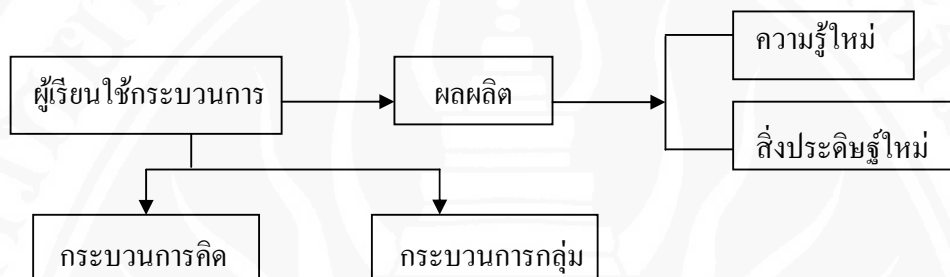 ความรู้ใหม่
ผู้เรียนใช้กระบวนการ
ผลผลิต
สิ่งประดิษฐ์ใหม่
กระบวนการคิด
กระบวนการกลุ่ม